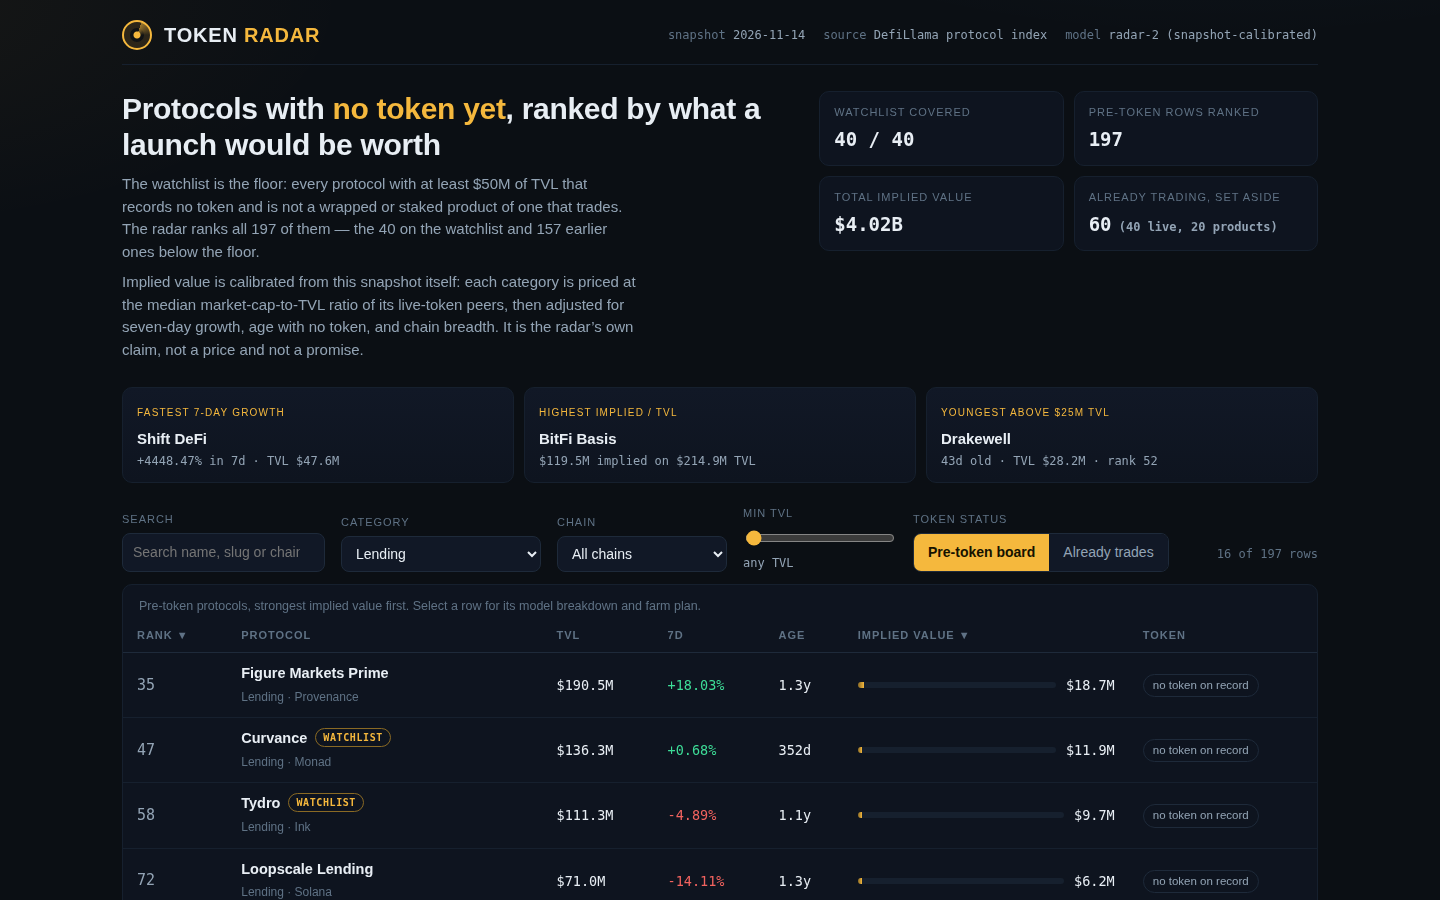 TOKEN RADAR
snapshot 2026-11-14 source DefiLlama protocol index model radar-2 (snapshot-calibrated)
Protocols with no token yet, ranked by what a
launch would be worth
The watchlist is the floor: every protocol with at least $50M of TVL that
records no token and is not a wrapped or staked product of one that trades.
The radar ranks all 197 of them — the 40 on the watchlist and 157 earlier
ones below the floor.
Implied value is calibrated from this snapshot itself: each category is priced at
the median market-cap-to-TVL ratio of its live-token peers, then adjusted for
seven-day growth, age with no token, and chain breadth. It is the radar’s own
claim, not a price and not a promise.
WATCHLIST COVERED
40 / 40
PRE-TOKEN ROWS RANKED
197
TOTAL IMPLIED VALUE
$4.02B
ALREADY TRADING, SET ASIDE
60 (40 live, 20 products)
FASTEST 7-DAY GROWTH
Shift DeFi
+4448.47% in 7d · TVL $47.6M
HIGHEST IMPLIED / TVL
BitFi Basis
$119.5M implied on $214.9M TVL
YOUNGEST ABOVE $25M TVL
Drakewell
43d old · TVL $28.2M · rank 52
SEARCH
Search name, slug or chain
CATEGORY
Lending
CHAIN
All chains
MIN TVL
any TVL
TOKEN STATUS
Pre-token board Already trades
16 of 197 rows
Pre-token protocols, strongest implied value first. Select a row for its model breakdown and farm plan.
RANK ▼ PROTOCOL TVL 7D AGE IMPLIED VALUE ▼ TOKEN
35 Figure Markets Prime $190.5M +18.03% 1.3y $18.7M no token on record
Lending · Provenance
47 Curvance WATCHLIST $136.3M +0.68% 352d $11.9M no token on record
Lending · Monad
58 Tydro WATCHLIST $111.3M -4.89% 1.1y $9.7M no token on record
Lending · Ink
72 Loopscale Lending $71.0M -14.11% 1.3y $6.2M no token on record
Lending · Solana